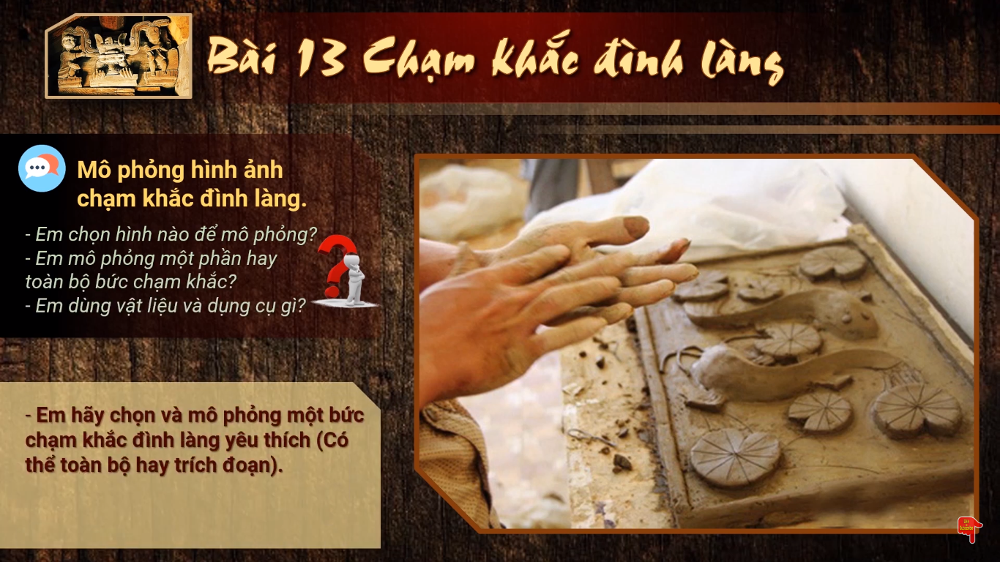 Bài 13 Chạm khắc đình làng
Mô phỏng hình ảnh
chạm khắc đình làng.
- Em chọn hình nào để mô phỏng?
- Em mô phỏng một phần hay
toàn bộ bức chạm khắc?
- Em dùng vật liệu và dụng cụ gì?
- Em hãy chọn và mô phỏng một bức
chạm khắc đình làng yêu thích (Có
thể toàn bộ hay trích đoạn).
Subscribe